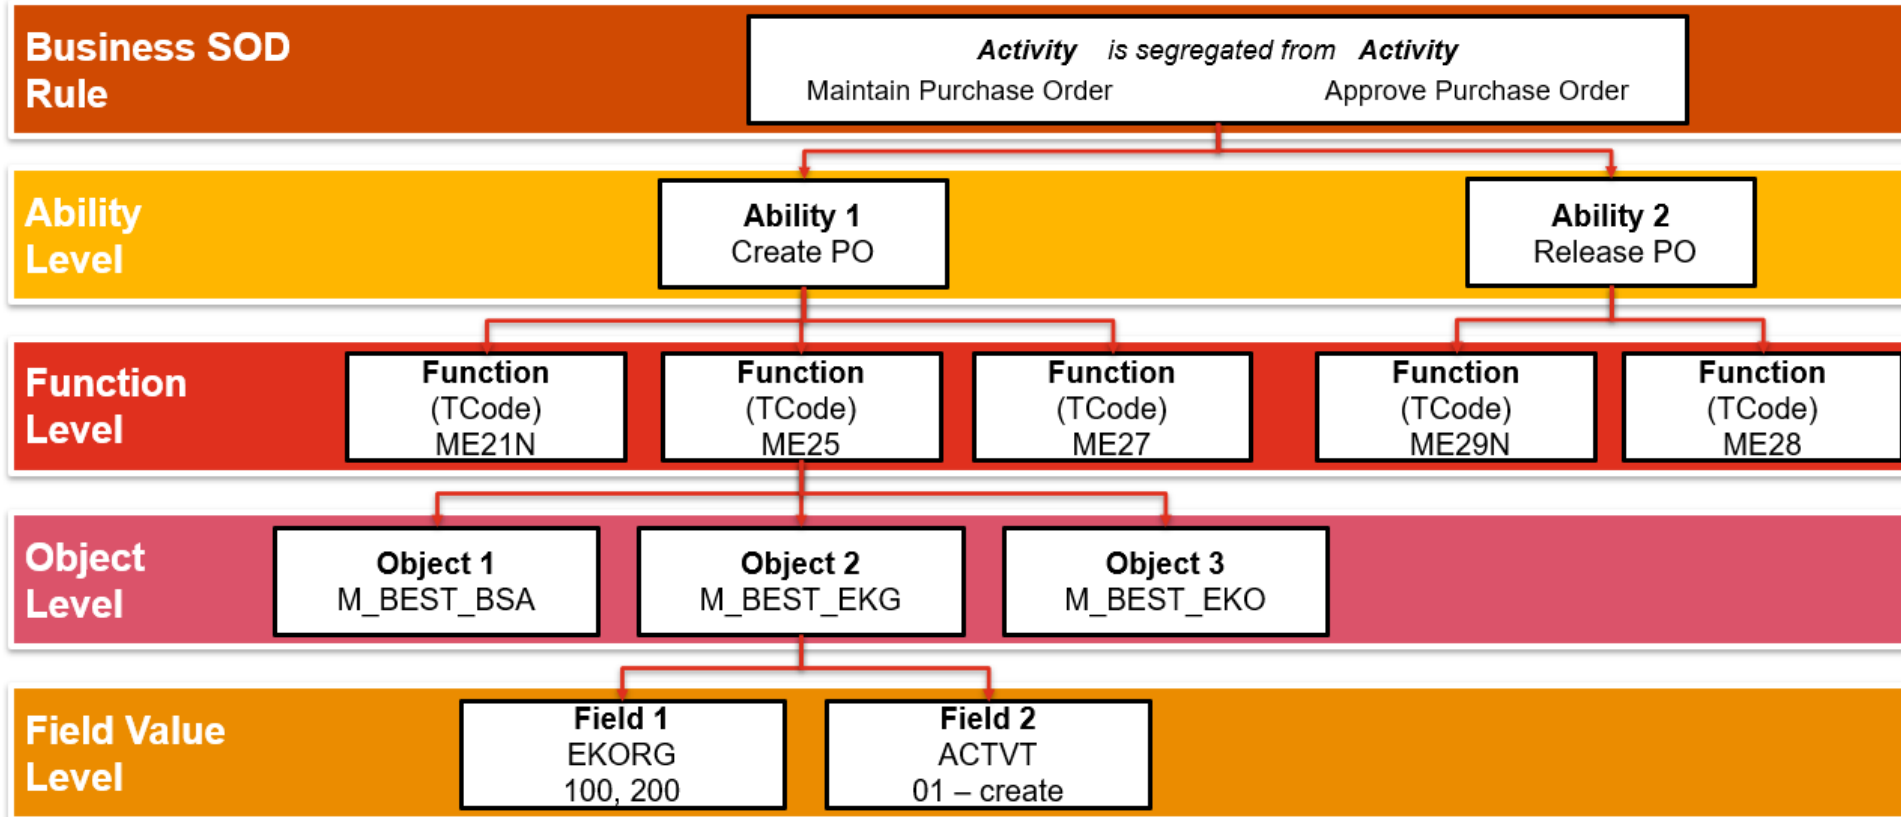 Business SOD
Rule
Activity is segregated from Activity
Maintain Purchase Order Approve Purchase Order
Ability
Level
Ability 1
Create PO
Ability 2
Release PO
Function
Level
Function
(TCode)
ME21N
Function
(TCode)
ME25
Function
(TCode)
ME27
Function
(TCode)
ME29N
Function
(TCode)
ME28
Object
Level
Object 1
M_BEST_BSA
Object 2
M_BEST_EKG
Object 3
M_BEST_EKO
Field Value
Level
Field 1
EKORG
100, 200
Field 2
ACTVT
01 – create